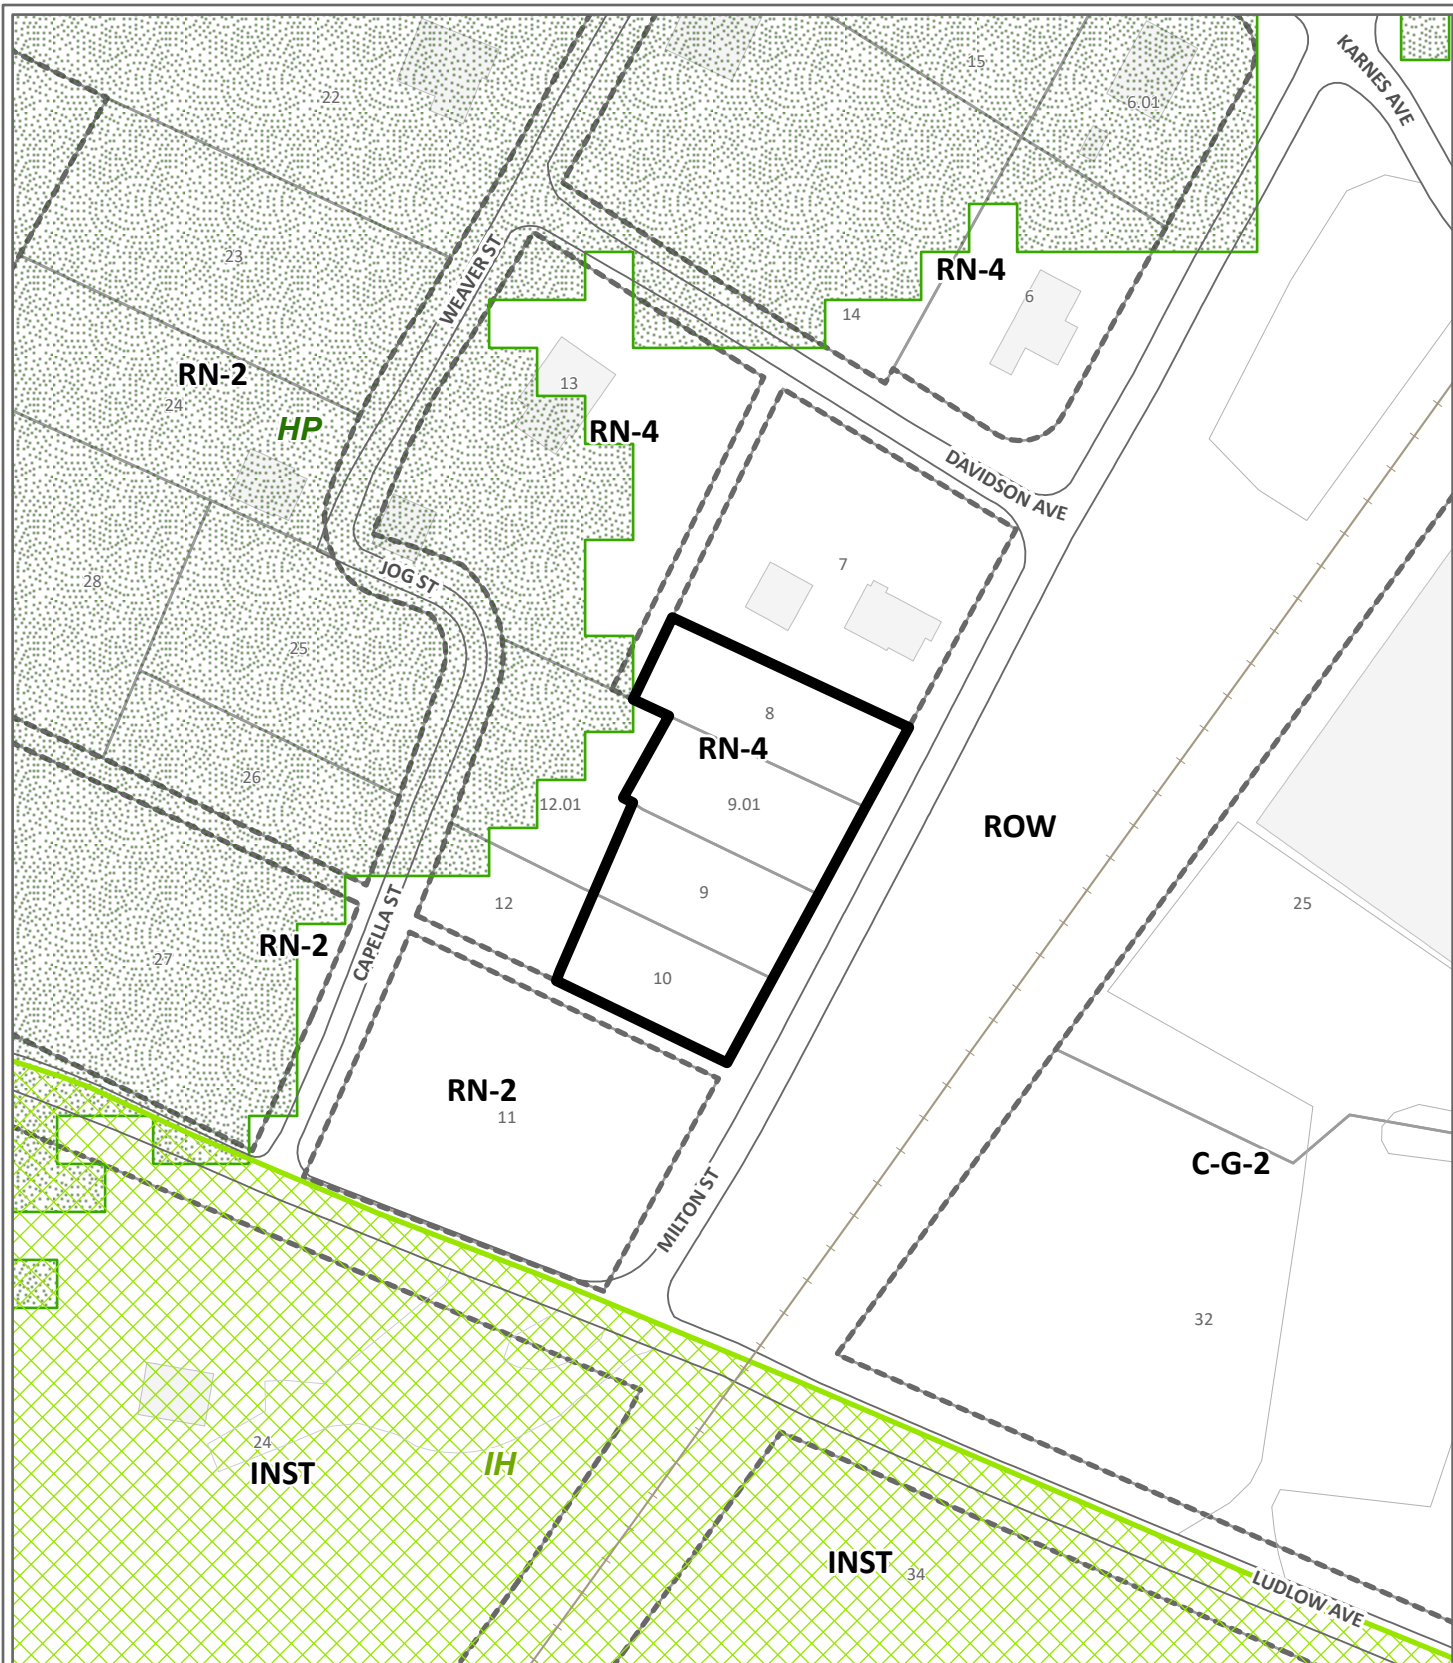 KARNES AVE
15
22
6.01
WEAVER ST
23
RN-4
6
14
RN-2
13
24
HP
RN-4
DAVIDSON AVE
7
JOG ST
28
25
8
RN-4
26
12.01
9.01
ROW
9
12
25
CAPELLA ST
RN-2
27
10
RN-2
11
C-G-2
MILTON ST
32
24
INST
IH
INST
34
LUDLOW AVE